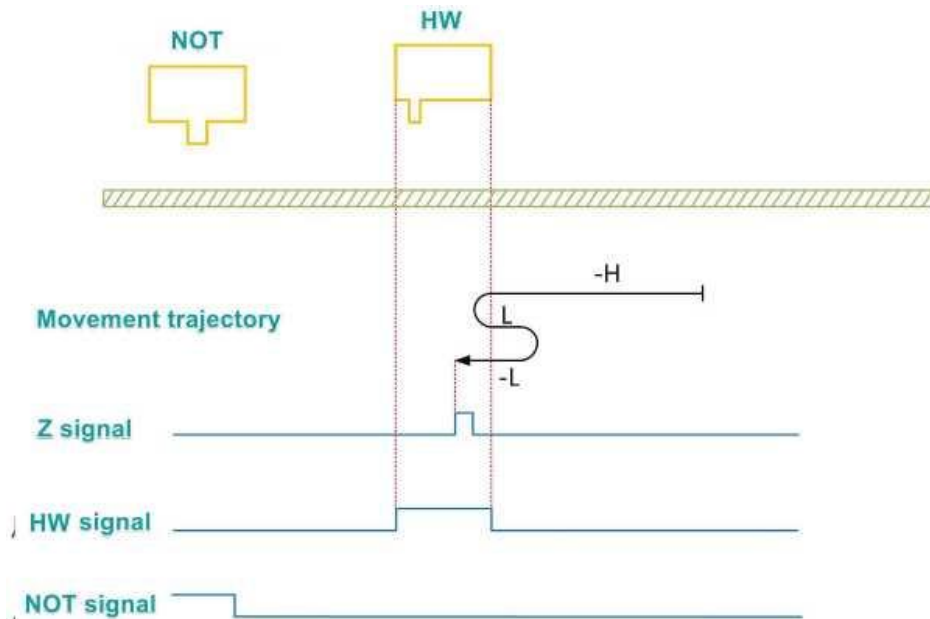 HW
NOT
-H
Movement trajectory
L
-L
Z signal
HW signal
NOT signal